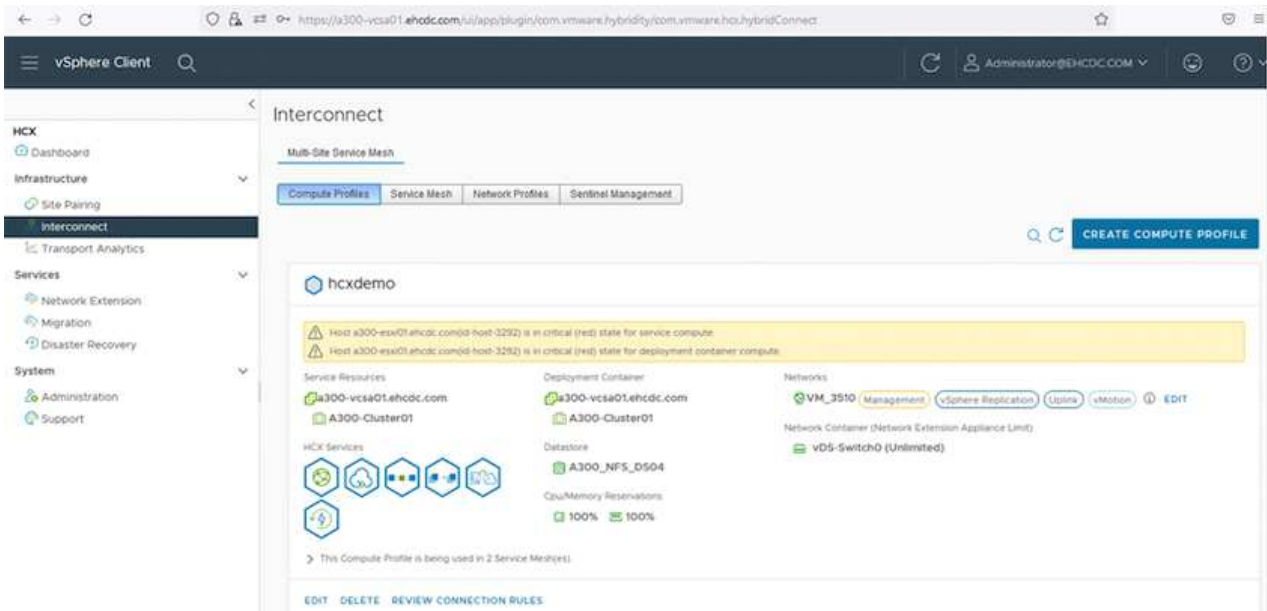 https://a300-vcsa01.ehcdc.com/ui/app/plugin/com.vmware.hybridity/com.vmware.hcx.hybridConnect
vSphere Client
Administrator@EHCDC.COM
HCX
Dashboard
Infrastructure
Site Pairing
Interconnect
Transport Analytics
Services
Network Extension
Migration
Disaster Recovery
System
Administration
Support
Interconnect
Multi-Site Service Mesh
Compute Profiles Service Mesh Network Profiles Sentinel Management
CREATE COMPUTE PROFILE
hcxdemo
Host a300-esxi01.ehcdc.com(id-host-3292) is in critical (red) state for service compute.
Host a300-esxi01.ehcdc.com(id-host-3292) is in critical (red) state for deployment container compute.
Service Resources
a300-vcsa01.ehcdc.com
A300-Cluster01
HCX Services
Deployment Container
a300-vcsa01.ehcdc.com
A300-Cluster01
Datastore
A300_NFS_DS04
Cpu/Memory Reservations
100% 100%
Networks
VM_3510 Management vSphere Replication Uplink vMotion EDIT
Network Container (Network Extension Appliance Limit)
vDS-Switch0 (Unlimited)
This Compute Profile is being used in 2 Service Mesh(es).
EDIT DELETE REVIEW CONNECTION RULES